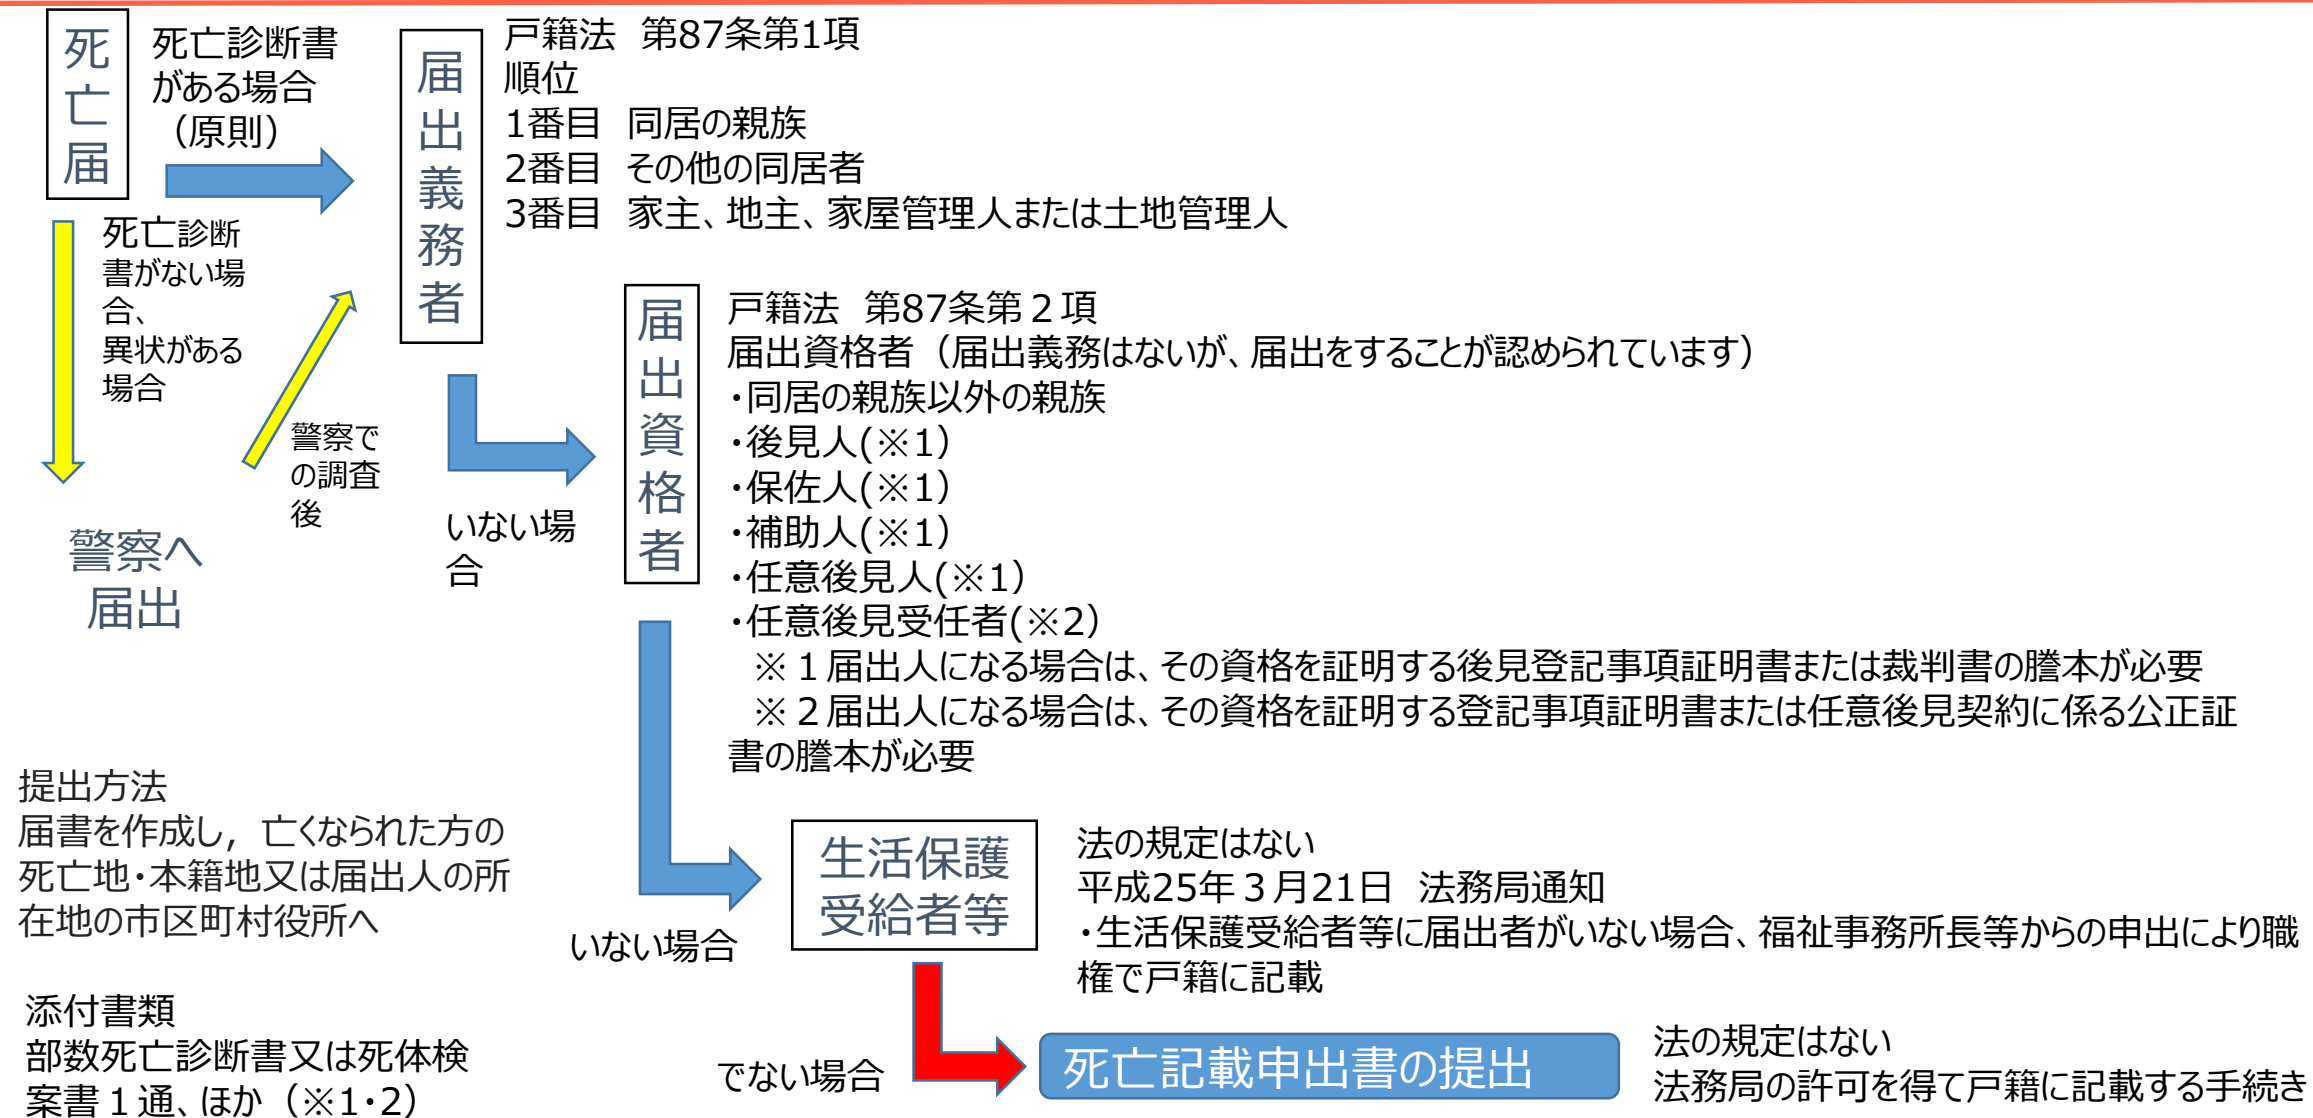 死亡届
死亡診断書
がある場合
（原則）
届出義務者
戸籍法　第87条第1項
順位
1番目　同居の親族
2番目　その他の同居者
3番目　家主、地主、家屋管理人または土地管理人
死亡診断
書がない場
合、
異状がある
場合
警察で
の調査
後
警察へ
届出
いない場
合
届出資格者
戸籍法　第87条第２項
届出資格者（届出義務はないが、届出をすることが認められています）
・同居の親族以外の親族
・後見人(※1）
・保佐人(※1）
・補助人(※1）
・任意後見人(※1）
・任意後見受任者(※2）
※１届出人になる場合は、その資格を証明する後見登記事項証明書または裁判書の謄本が必要
※２届出人になる場合は、その資格を証明する登記事項証明書または任意後見契約に係る公正証
書の謄本が必要
提出方法
届書を作成し，亡くなられた方の
死亡地・本籍地又は届出人の所
在地の市区町村役所へ
いない場合
生活保護
受給者等
法の規定はない
平成25年３月21日　法務局通知
・生活保護受給者等に届出者がいない場合、福祉事務所長等からの申出により職
権で戸籍に記載
添付書類
部数死亡診断書又は死体検
案書１通、ほか（※1・2）
でない場合
死亡記載申出書の提出
法の規定はない
法務局の許可を得て戸籍に記載する手続き